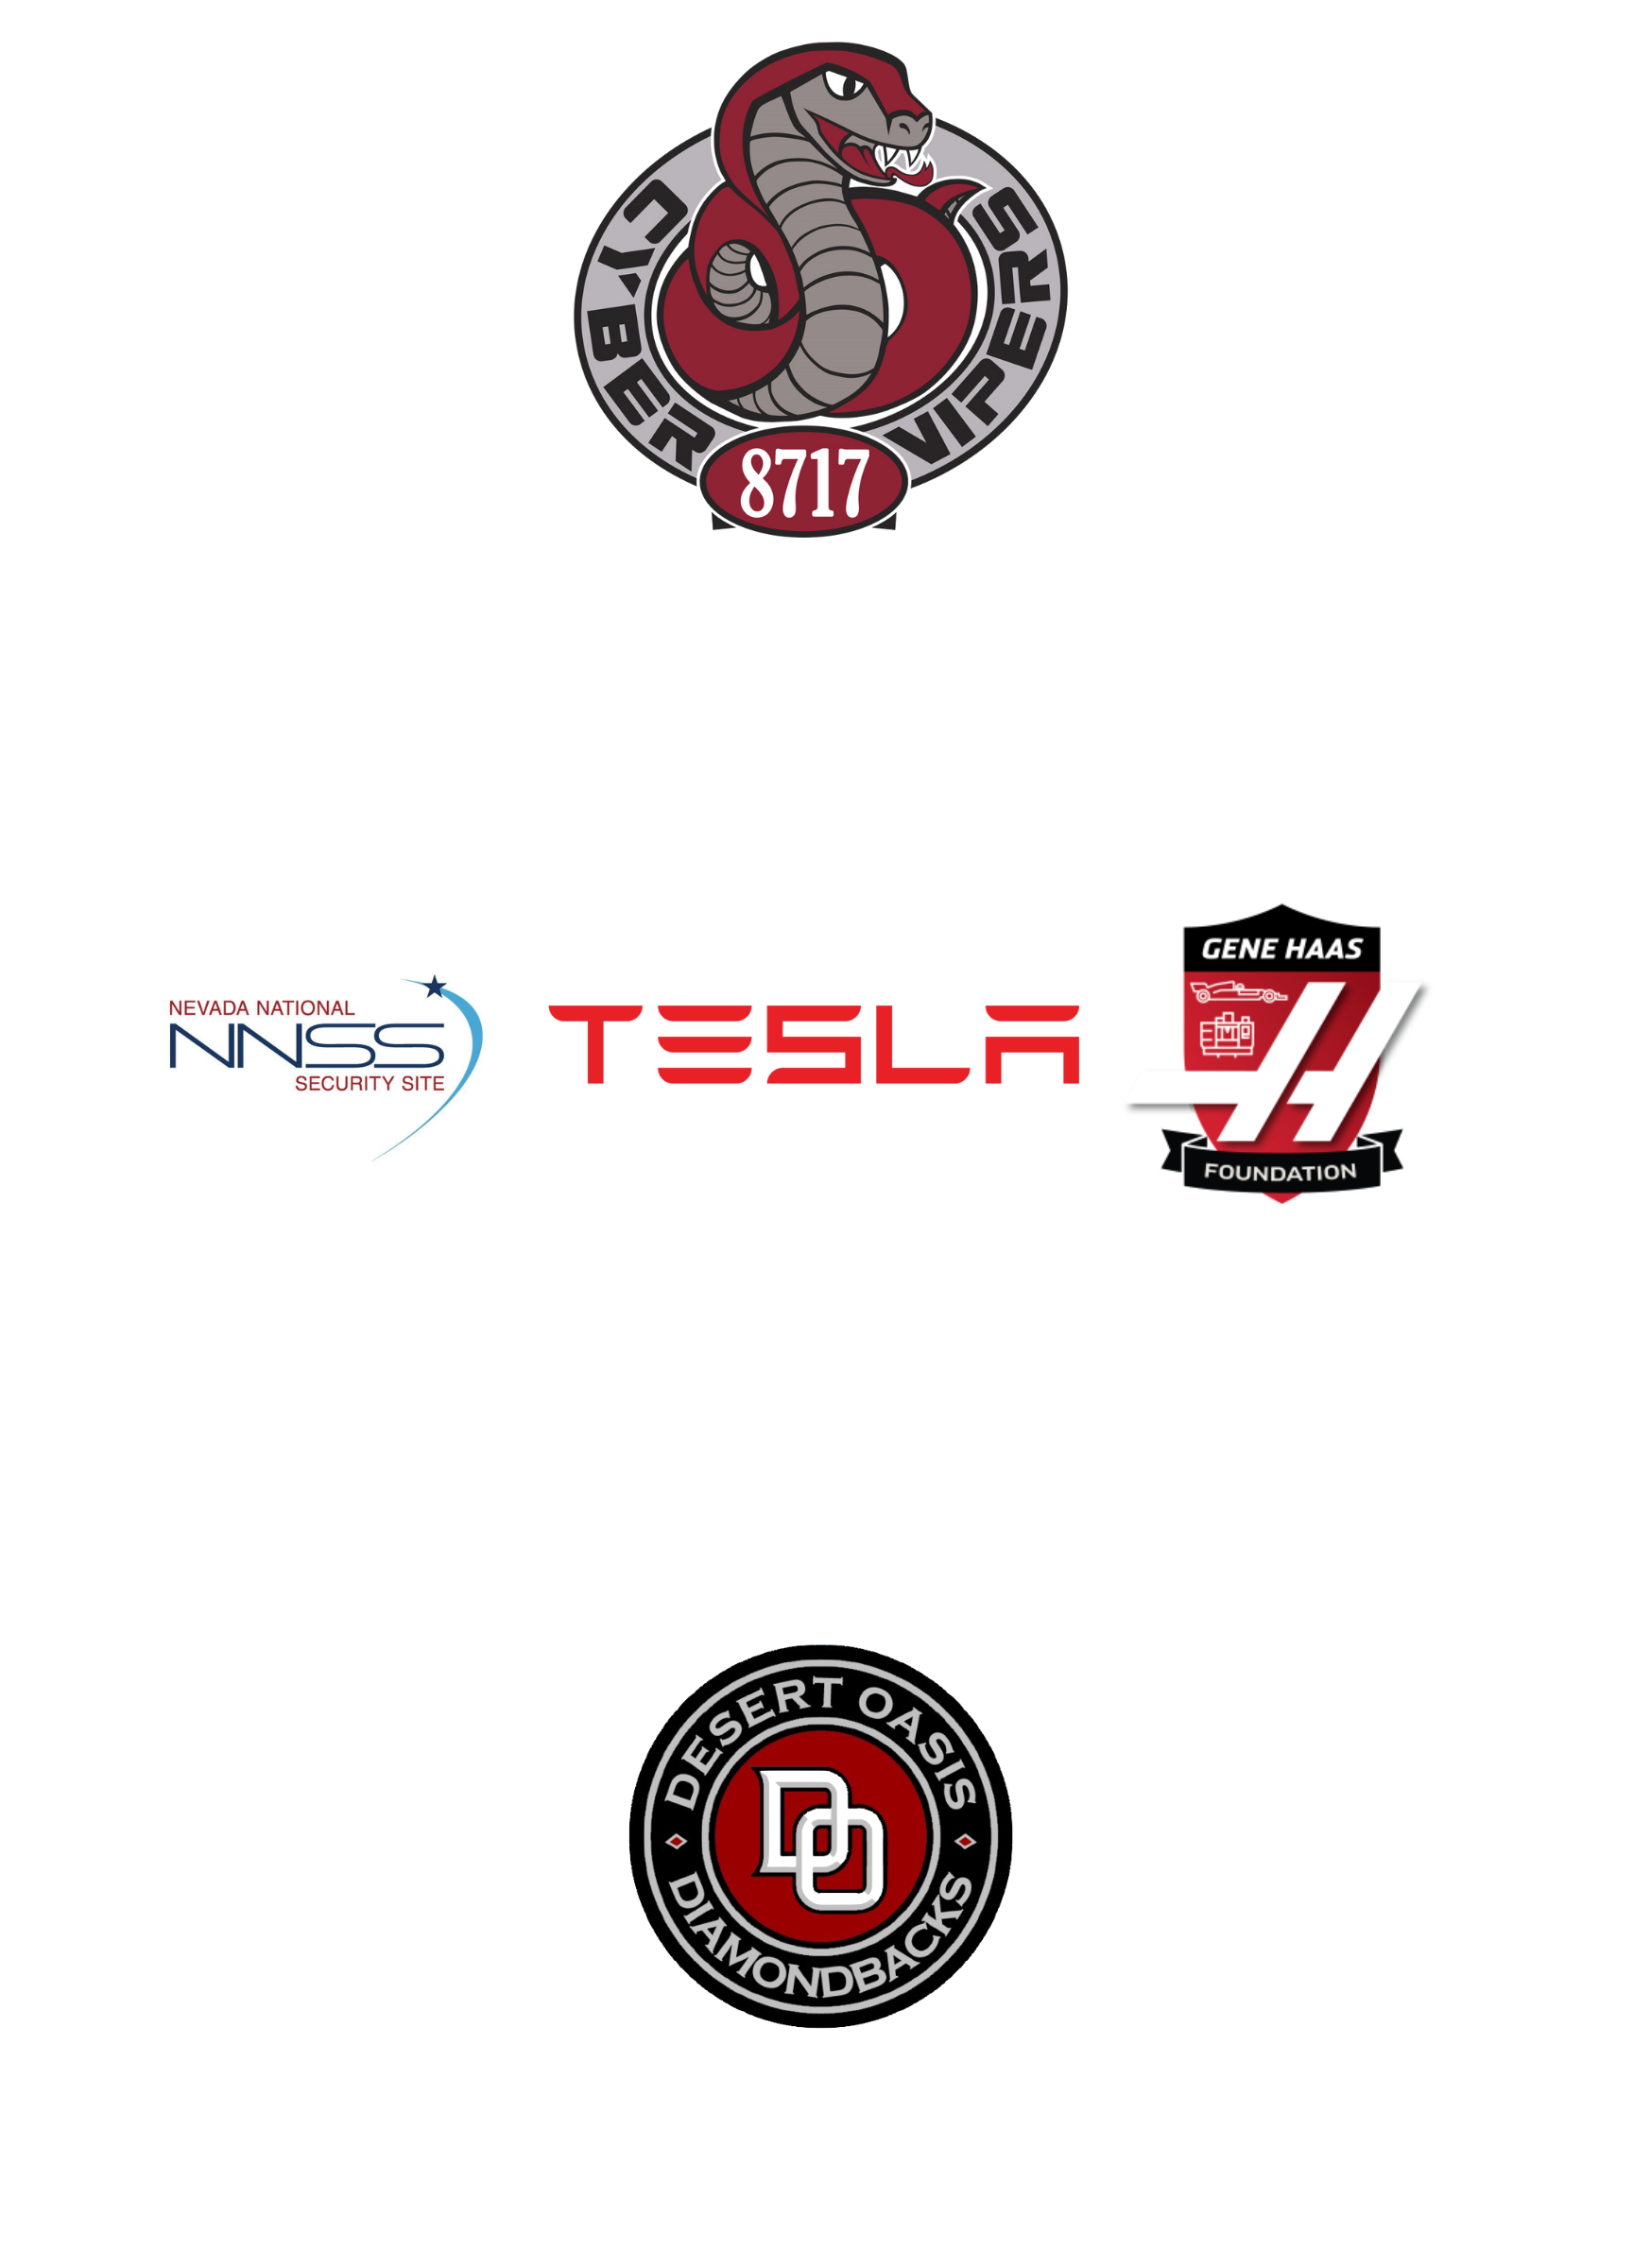 CYBER VIPERS
8717
NEVADA NATIONAL
NNSS
SECURITY SITE
TESLA
GENE HAAS
H
FOUNDATION
DESERT OASIS
DO
DIAMONDBACKS